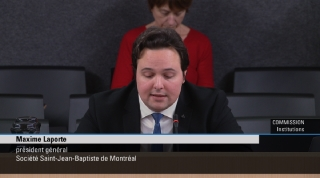 COMMISSION
Institutions
Maxime Laporte
président général
Société Saint-Jean-Baptiste de Montréal